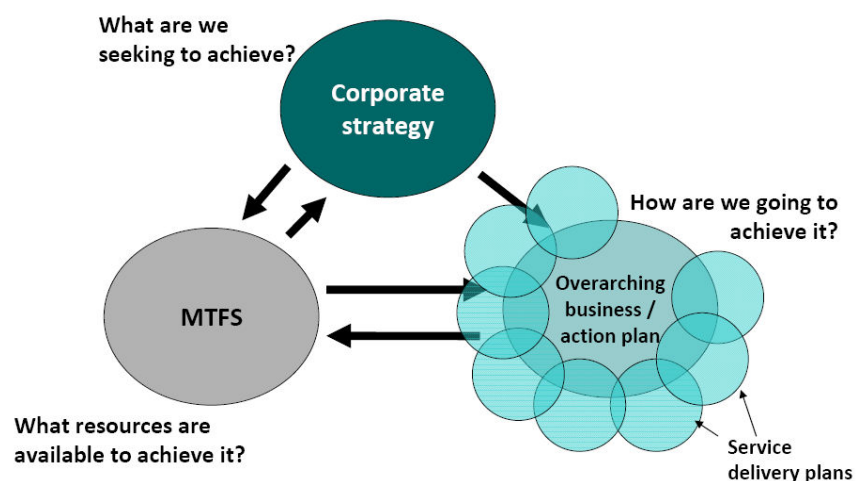 What are we
seeking to achieve?
Corporate
strategy
How are we going to
achieve it?
Overarching
business /
action plan
MTFS
What resources are
available to achieve it?
Service
delivery plans